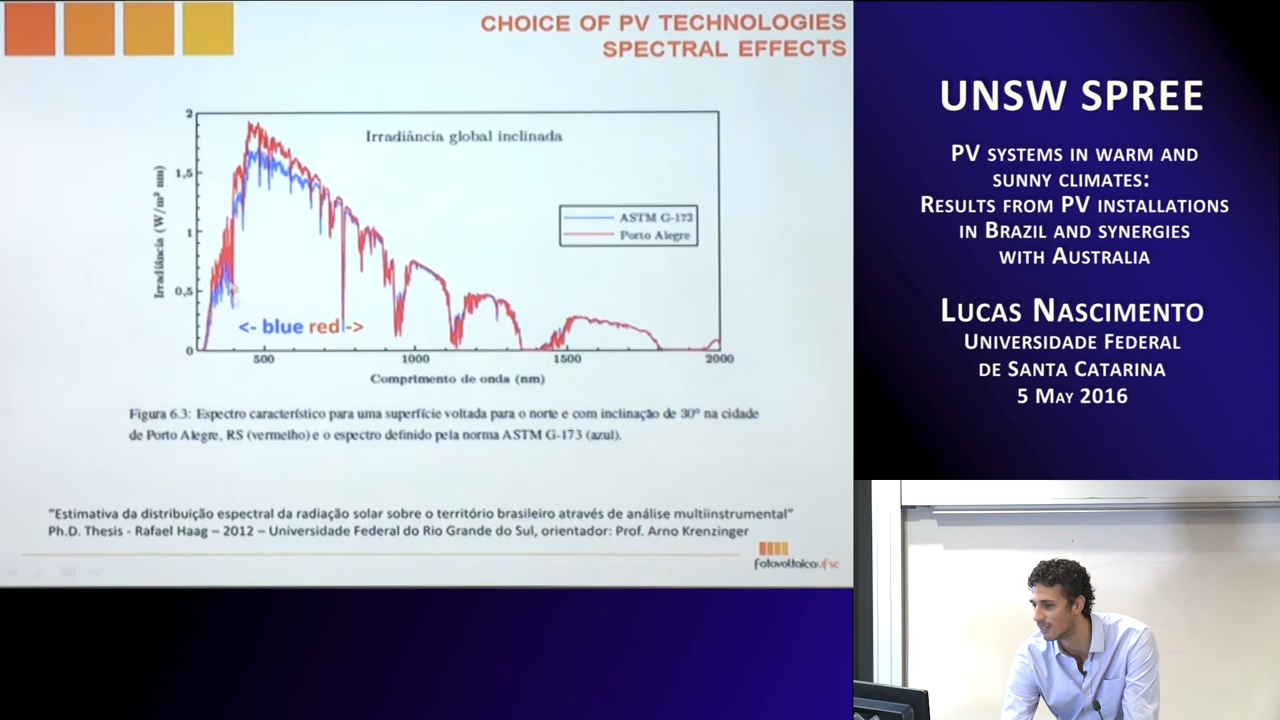 CHOICE OF PV TECHNOLOGIES
SPECTRAL EFFECTS
Irradiância global inclinada
Irradiância (W/m² nm)
2
1,5
1
0,5
0
ASTM G-173
Porto Alegre
<- blue red ->
500
1000
1500
2000
Comprimento de onda (nm)
Figura 6.3: Espectro característico para uma superfície voltada para o norte e com inclinação de 30º na cidade
de Porto Alegre, RS (vermelho) e o espectro definido pela norma ASTM G-173 (azul).
"Estimativa da distribuição espectral da radiação solar sobre o território brasileiro através de análise multiinstrumental"
Ph.D. Thesis - Rafael Haag – 2012 – Universidade Federal do Rio Grande do Sul, orientador: Prof. Arno Krenzinger
fotovoltaicoufsc
UNSW SPREE
PV systems in warm and
sunny climates:
Results from PV installations
in Brazil and synergies
with Australia
Lucas Nascimento
Universidade Federal
de Santa Catarina
5 May 2016